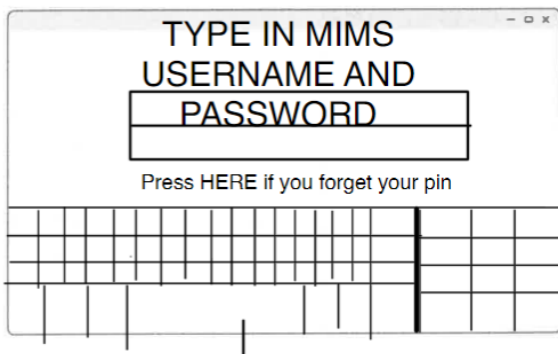 TYPE IN MIMS
USERNAME AND
PASSWORD
Press HERE if you forget your pin